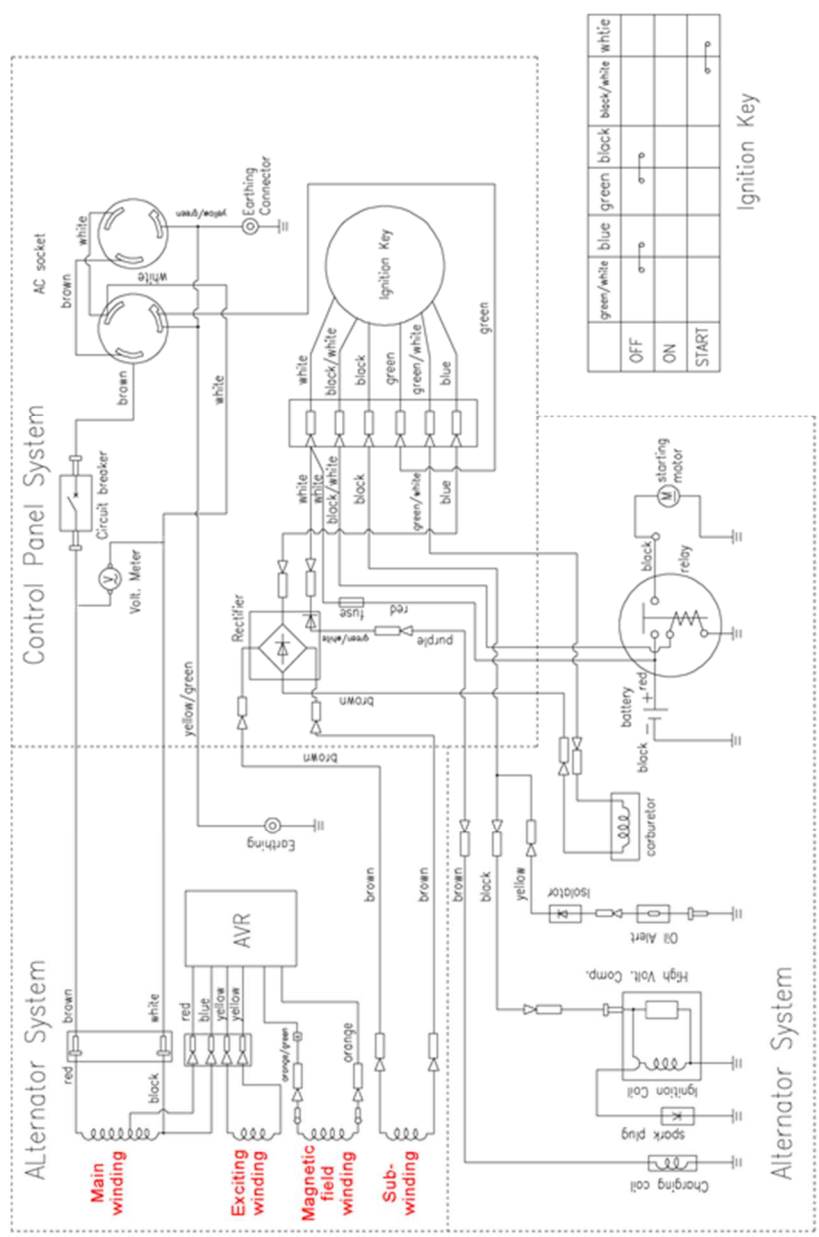 Control Panel System
AC socket
brown
white
white
brown
yellow/green
Earthing
Connector
white
Circuit breaker
Volt. Meter
V
yellow/green
Ignition Key
white
black/white
black
green
green/white
blue
green
white
white
black/white
black
green/white
blue
Rectifier
fuse
red
green/white
purple
brown
brown
ALternator System
red
brown
black
white
Earthing
AVR
red
blue
yellow
yellow
orange/green
orange
brown
brown
Main
winding
Exciting
winding
Magnetic
field
winding
Sub-
winding
green/white
blue
green
black
black/white
whtie
OFF
ON
START
Ignition Key
starting
motor
M
black
relay
battery
+
red
−
black
carburetor
brown
black
yellow
Isolator
Oil Alert
High Volt. Comp.
Ignition Coil
spark plug
Charging coil
Alternator System